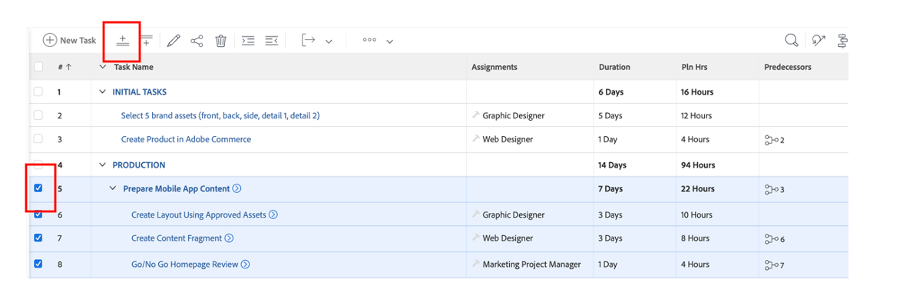 New Task
# Task Name Assignments Duration Pln Hrs Predecessors
1 INITIAL TASKS 6 Days 16 Hours
2 Select 5 brand assets (front, back, side, detail 1, detail 2) Graphic Designer 5 Days 12 Hours
3 Create Product in Adobe Commerce Web Designer 1 Day 4 Hours 2
4 PRODUCTION 14 Days 94 Hours
5 Prepare Mobile App Content 7 Days 22 Hours 3
6 Create Layout Using Approved Assets Graphic Designer 3 Days 10 Hours
7 Create Content Fragment Web Designer 3 Days 8 Hours 6
8 Go/No Go Homepage Review Marketing Project Manager 1 Day 4 Hours 7